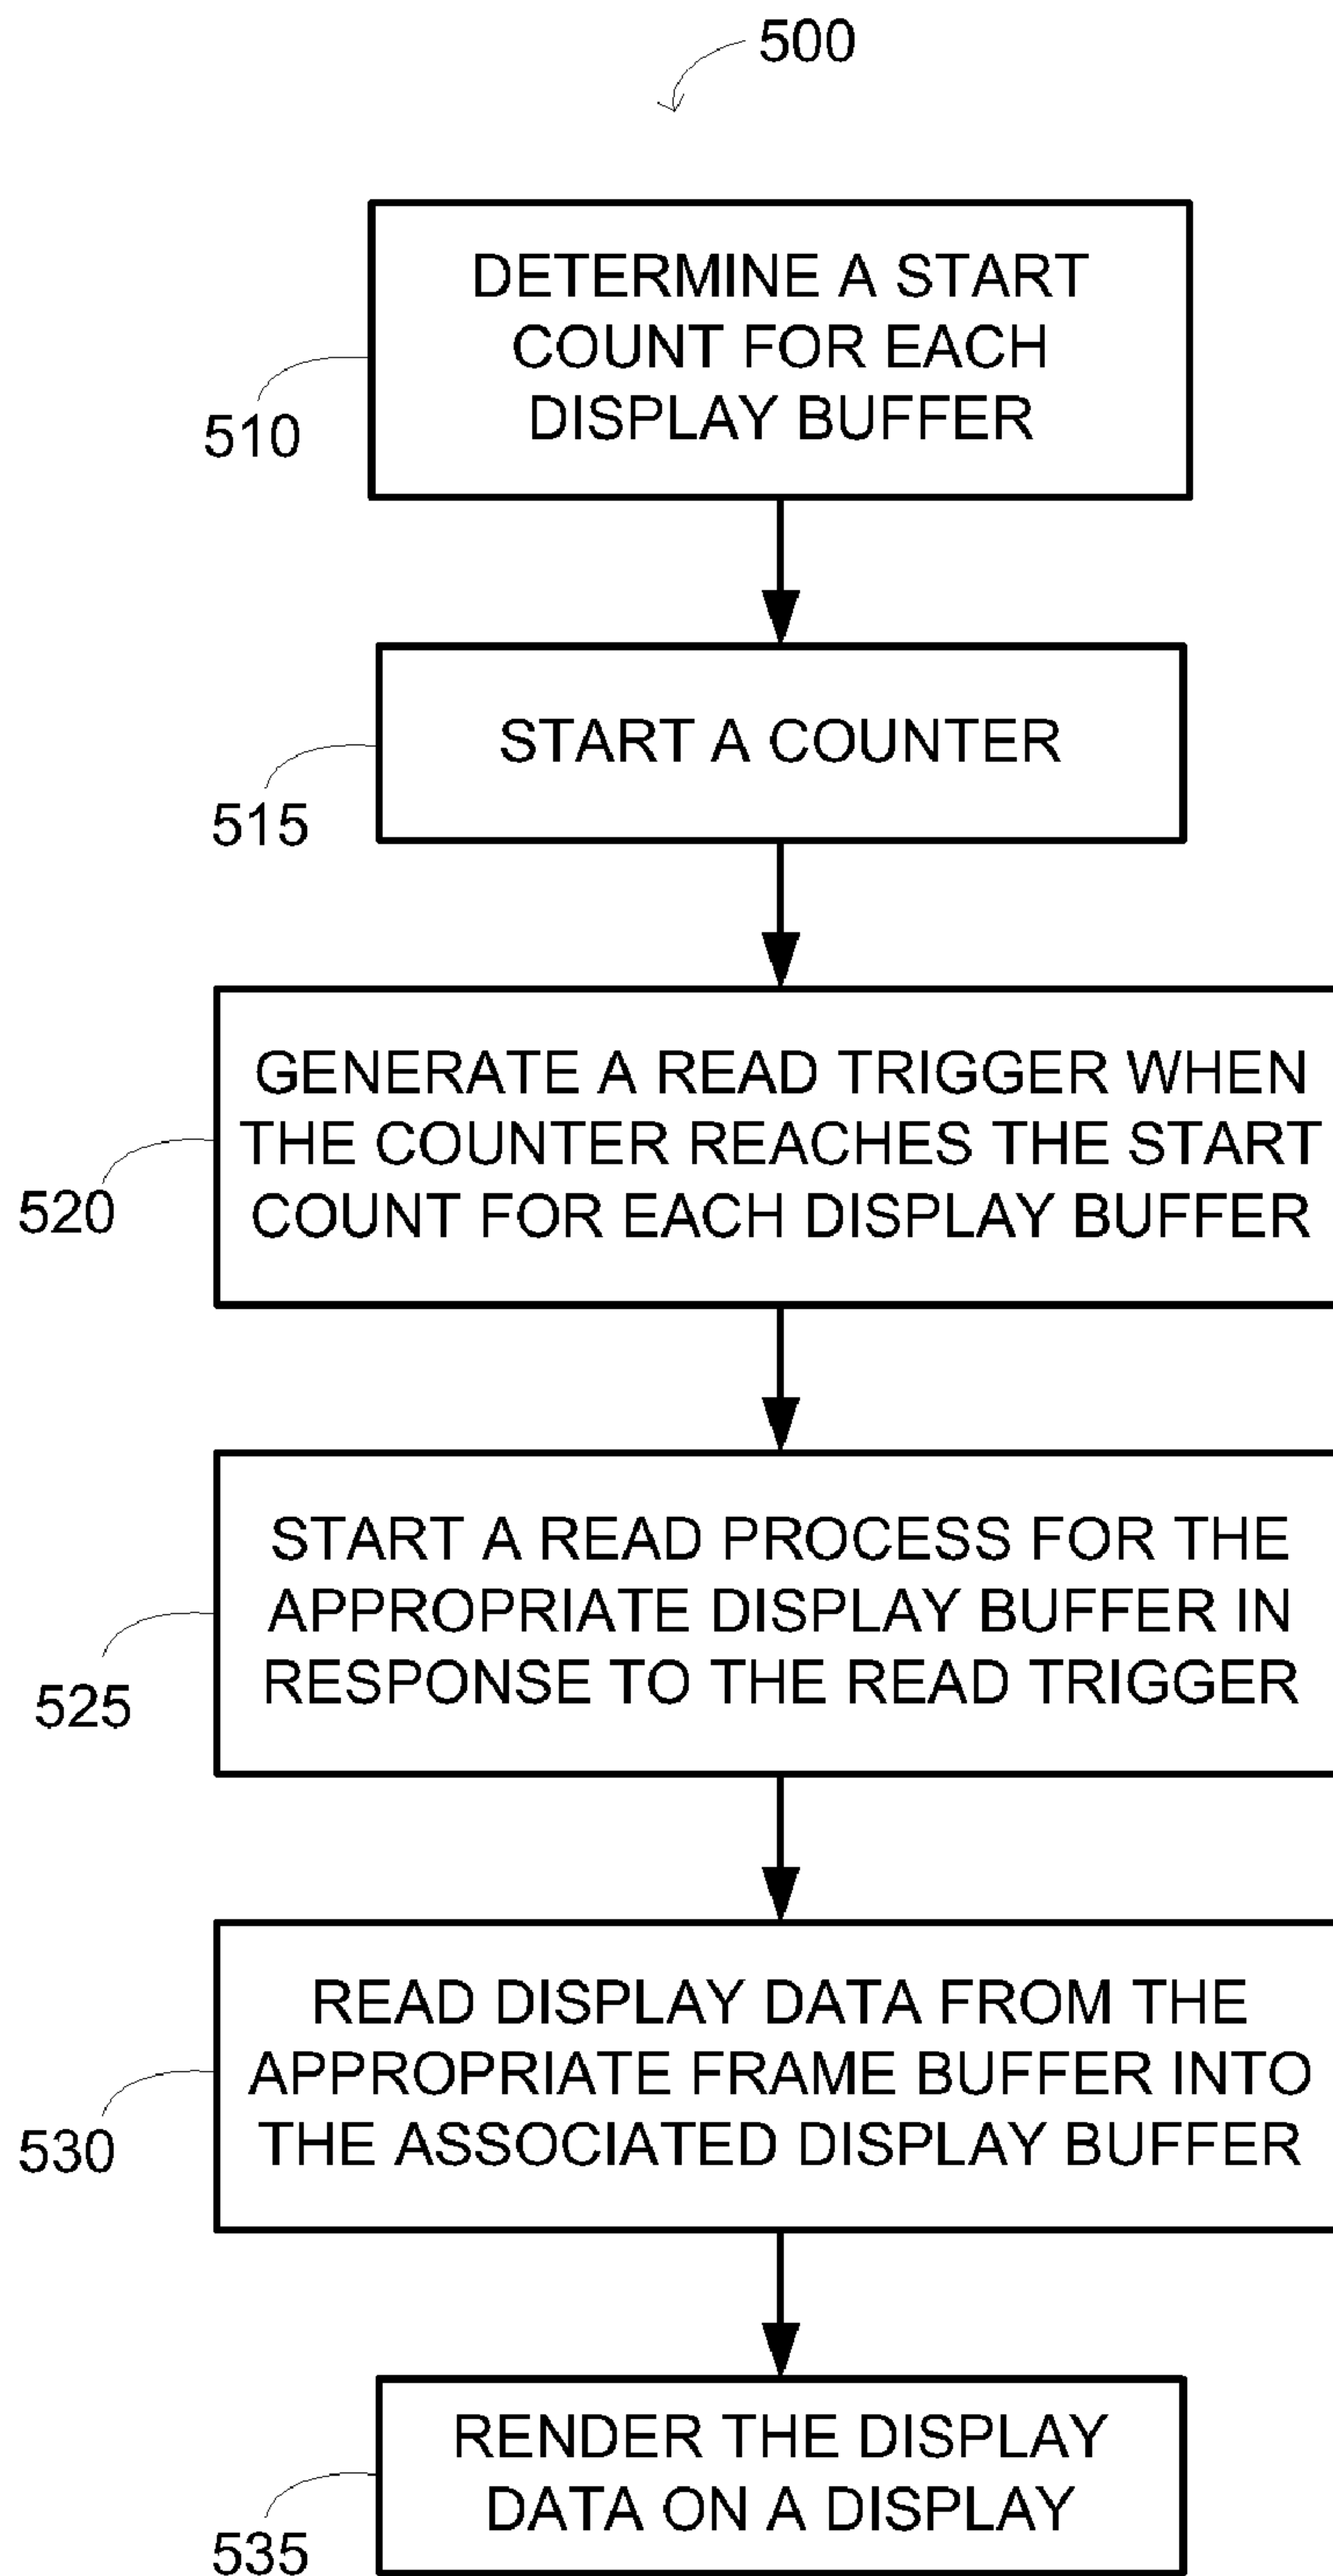 500
DETERMINE A START
COUNT FOR EACH
DISPLAY BUFFER
510
START A COUNTER
515
GENERATE A READ TRIGGER WHEN
THE COUNTER REACHES THE START
COUNT FOR EACH DISPLAY BUFFER
520
START A READ PROCESS FOR THE
APPROPRIATE DISPLAY BUFFER IN
RESPONSE TO THE READ TRIGGER
525
READ DISPLAY DATA FROM THE
APPROPRIATE FRAME BUFFER INTO
THE ASSOCIATED DISPLAY BUFFER
530
RENDER THE DISPLAY
DATA ON A DISPLAY
535